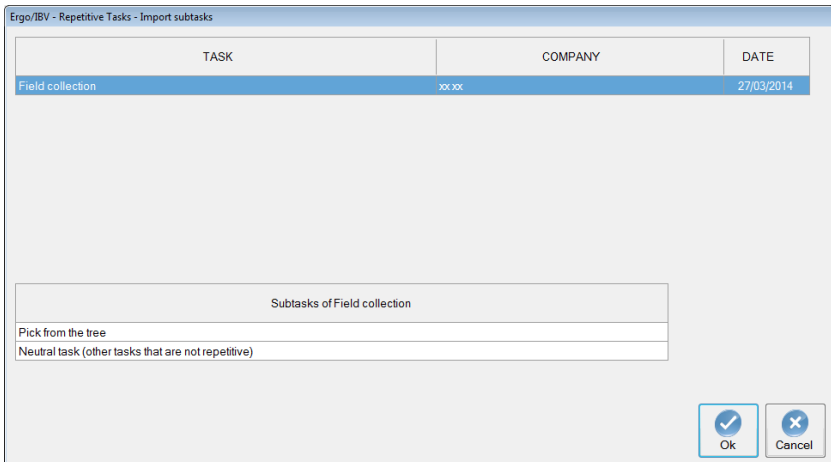 Ergo/IBV - Repetitive Tasks - Import subtasks
TASK COMPANY DATE
Field collection xx xx 27/03/2014
Subtasks of Field collection
Pick from the tree
Neutral task (other tasks that are not repetitive)
Ok Cancel